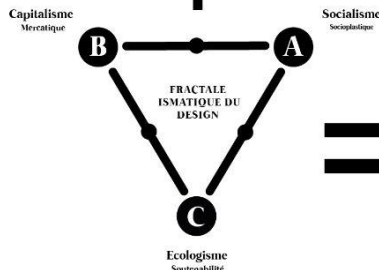 Capitalisme
Mercatique
Socialisme
Socioplastique
B
A
FRACTALE
ISMATIQUE DU
DESIGN
C
Ecologisme
Soutenabilité